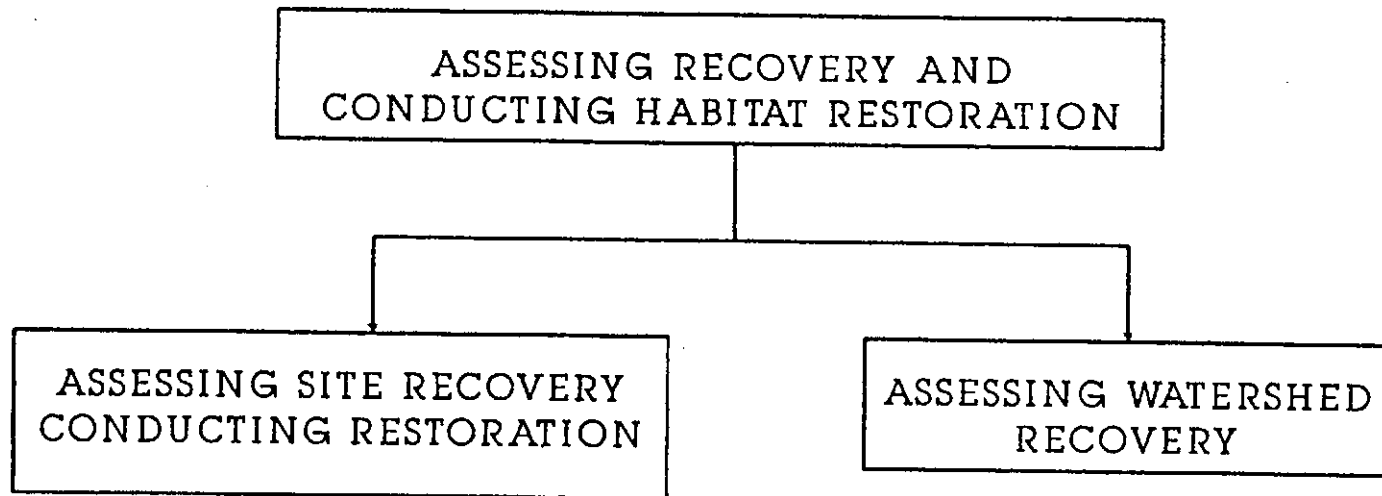 ASSESSING RECOVERY AND
CONDUCTING HABITAT RESTORATION
ASSESSING SITE RECOVERY
CONDUCTING RESTORATION
ASSESSING WATERSHED
RECOVERY